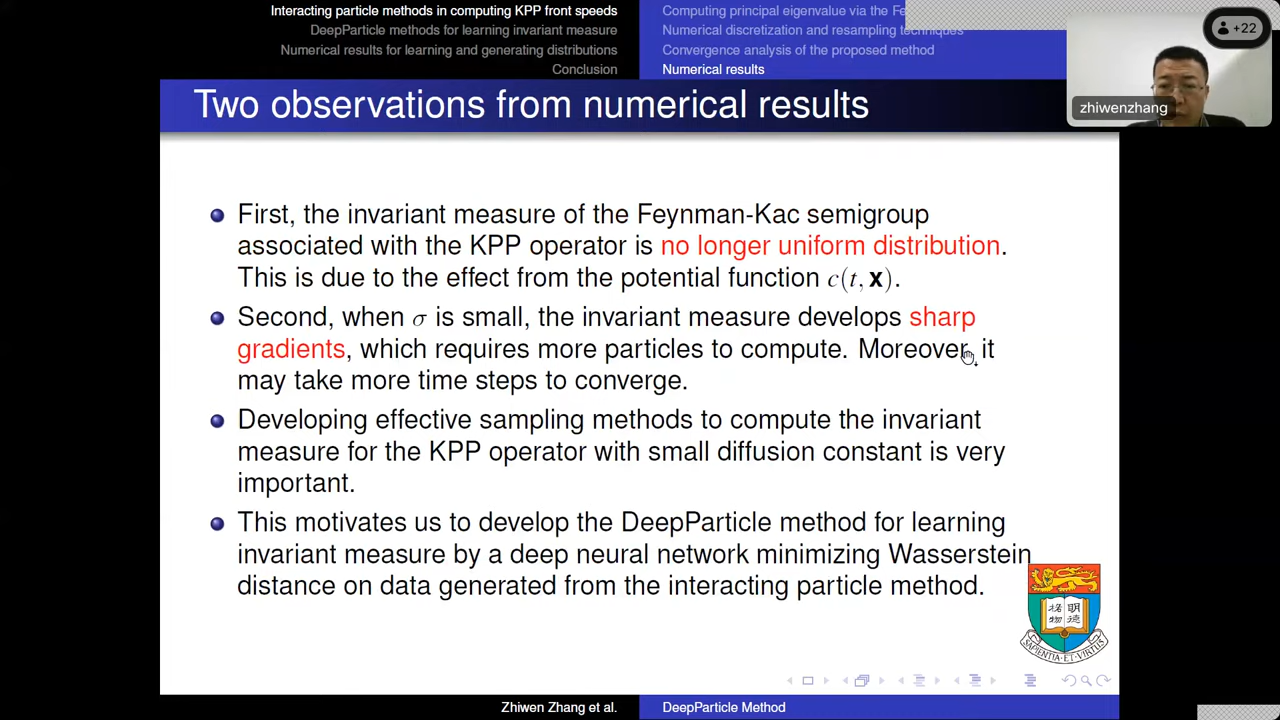 Interacting particle methods in computing KPP front speeds
DeepParticle methods for learning invariant measure
Numerical results for learning and generating distributions
Conclusion
Computing principal eigenvalue via the Fe
Numerical discretization and resampling techniques
Convergence analysis of the proposed method
Numerical results
+22
zhiwenzhang
Two observations from numerical results
First, the invariant measure of the Feynman-Kac semigroup
associated with the KPP operator is no longer uniform distribution.
This is due to the effect from the potential function c(t, x).
Second, when σ is small, the invariant measure develops sharp
gradients, which requires more particles to compute. Moreover, it
may take more time steps to converge.
Developing effective sampling methods to compute the invariant
measure for the KPP operator with small diffusion constant is very
important.
This motivates us to develop the DeepParticle method for learning
invariant measure by a deep neural network minimizing Wasserstein
distance on data generated from the interacting particle method.
明德
格物
SAPIENTIA·ET·VIRTUS
Zhiwen Zhang et al.
DeepParticle Method